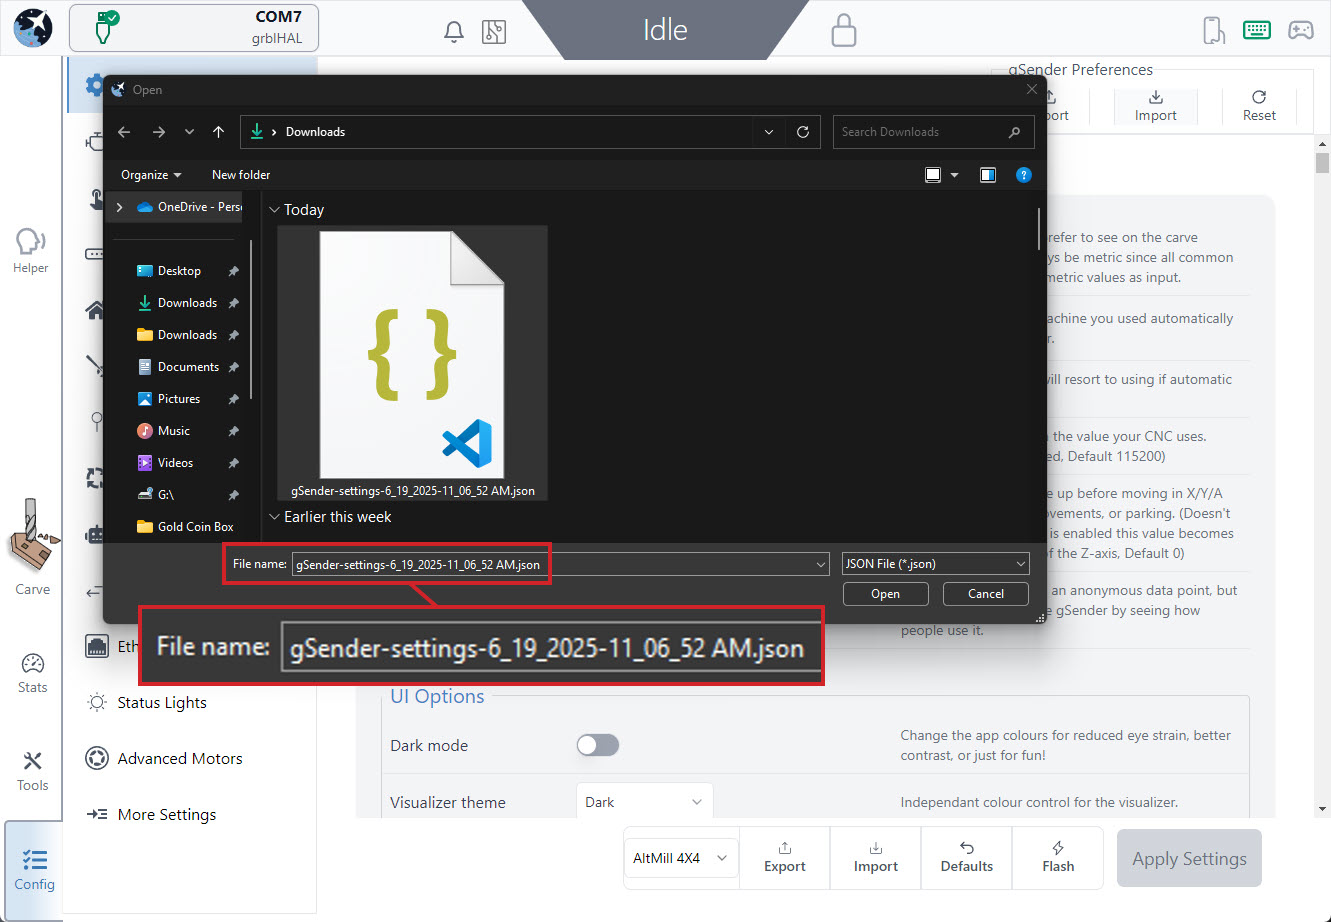 COM7
grblHAL
Idle
gSender Preferences
Import
Reset
Open
Downloads
Search Downloads
Organize
New folder
OneDrive - Pers
Today
Desktop
Downloads
Downloads
Documents
Pictures
Music
Videos
G:\
Gold Coin Box
gSender-settings-6_19_2025-11_06_52 AM.json
Earlier this week
File name:
gSender-settings-6_19_2025-11_06_52 AM.json
JSON File (*.json)
Open
Cancel
File name:
gSender-settings-6_19_2025-11_06_52 AM.json
Helper
Carve
Stats
Tools
Config
Eth
Status Lights
Advanced Motors
More Settings
refer to see on the carve
ys be metric since all common
metric values as input.
achine you used automatically
r.
ill resort to using if automatic
the value your CNC uses.
ed, Default 115200)
e up before moving in X/Y/A
vements, or parking. (Doesn't
is enabled this value becomes
f the Z-axis, Default 0)
an anonymous data point, but
e gSender by seeing how
people use it.
UI Options
Dark mode
Change the app colours for reduced eye strain, better
contrast, or just for fun!
Visualizer theme
Dark
Independant colour control for the visualizer.
AltMill 4X4
Export
Import
Defaults
Flash
Apply Settings